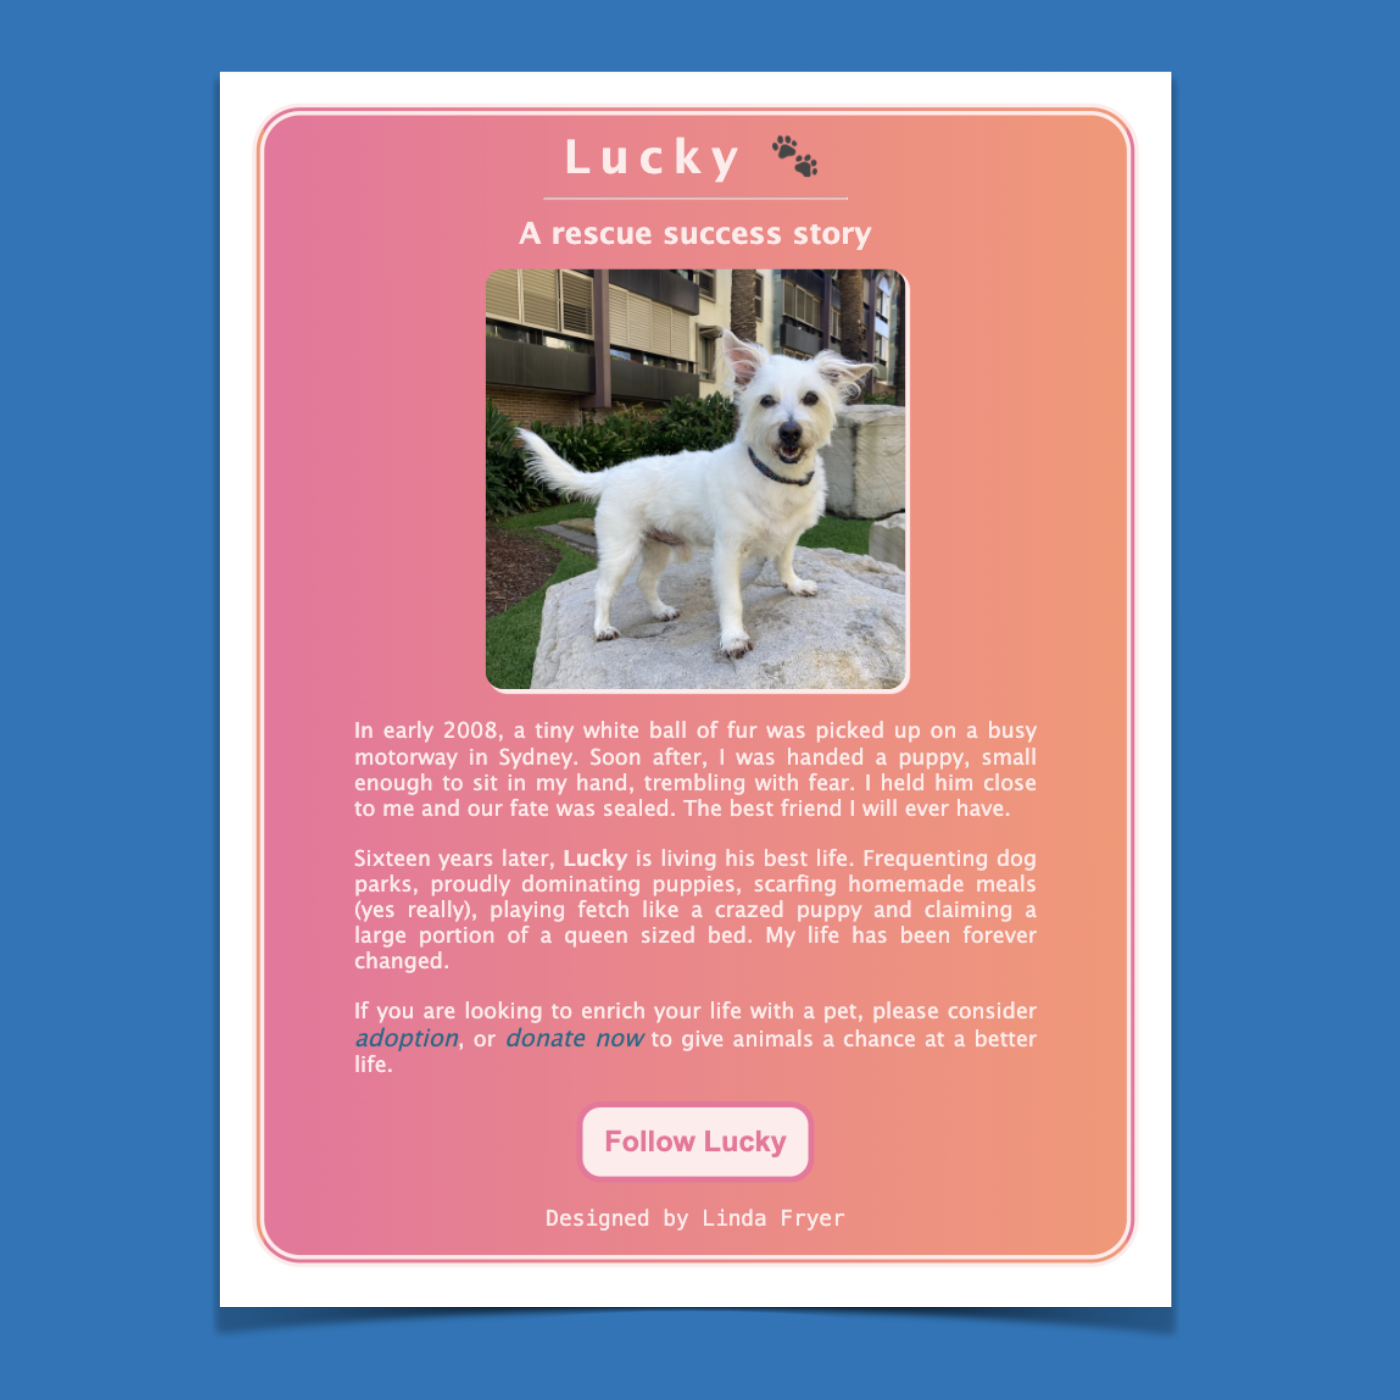 Lucky 🐾
A rescue success story
In early 2008, a tiny white ball of fur was picked up on a busy
motorway in Sydney. Soon after, I was handed a puppy, small
enough to sit in my hand, trembling with fear. I held him close
to me and our fate was sealed. The best friend I will ever have.
Sixteen years later, Lucky is living his best life. Frequenting dog
parks, proudly dominating puppies, scarfing homemade meals
(yes really), playing fetch like a crazed puppy and claiming a
large portion of a queen sized bed. My life has been forever
changed.
If you are looking to enrich your life with a pet, please consider
adoption, or donate now to give animals a chance at a better
life.
Follow Lucky
Designed by Linda Fryer